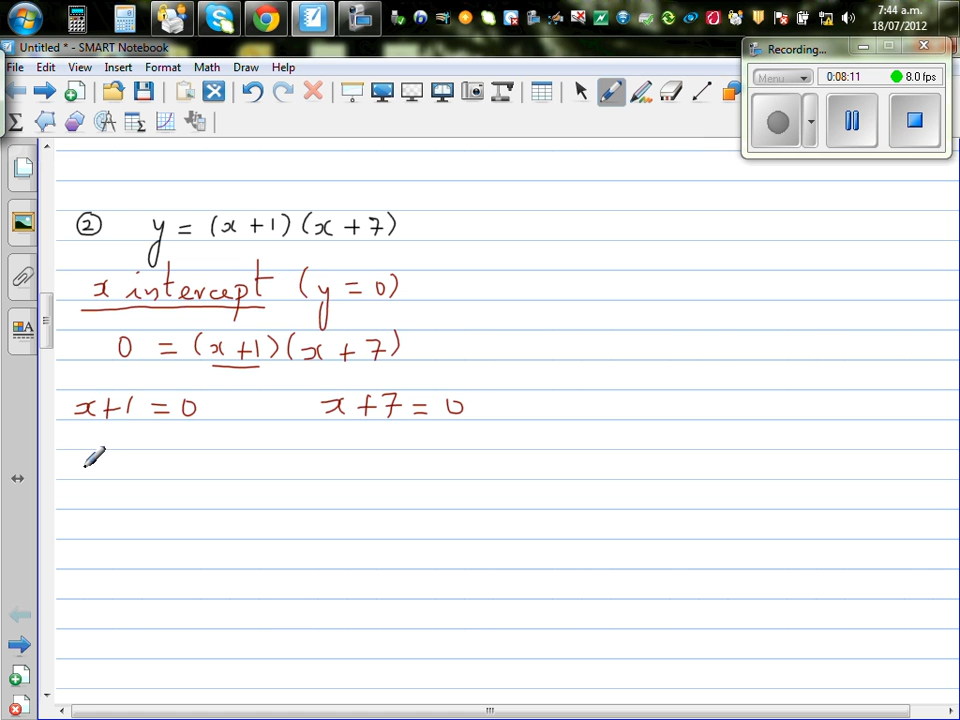 7:44 a.m.
18/07/2012
Untitled * - SMART Notebook
File Edit View Insert Format Math Draw Help
Recording...
Menu 0:08:11 8.0 fps
② y = (x+1)(x+7)
x intercept (y=0)
0 = (x+1)(x+7)
x+1=0 x+7=0